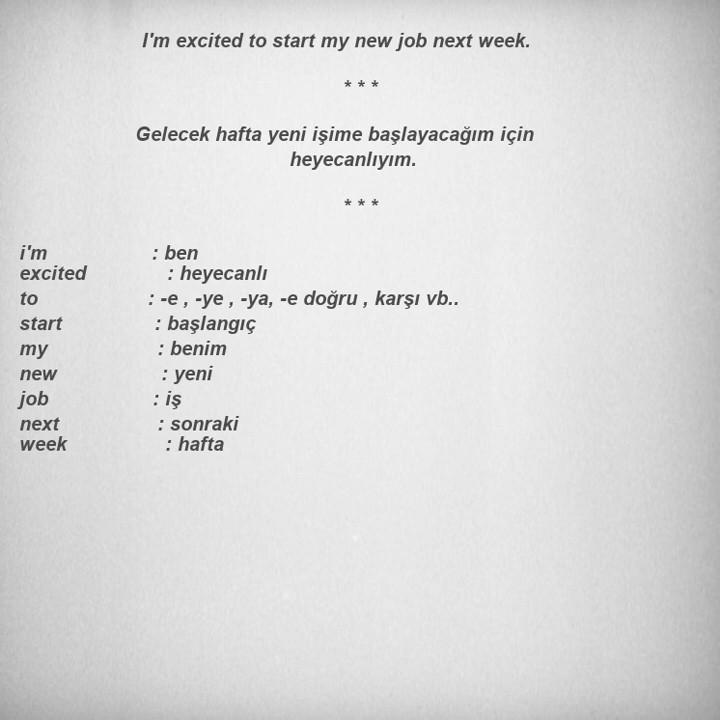 I'm excited to start my new job next week.
* * *
Gelecek hafta yeni işime başlayacağım için
heyecanlıyım.
* * *
i'm : ben
excited : heyecanlı
to : -e , -ye , -ya, -e doğru , karşı vb..
start : başlangıç
my : benim
new : yeni
job : iş
next : sonraki
week : hafta